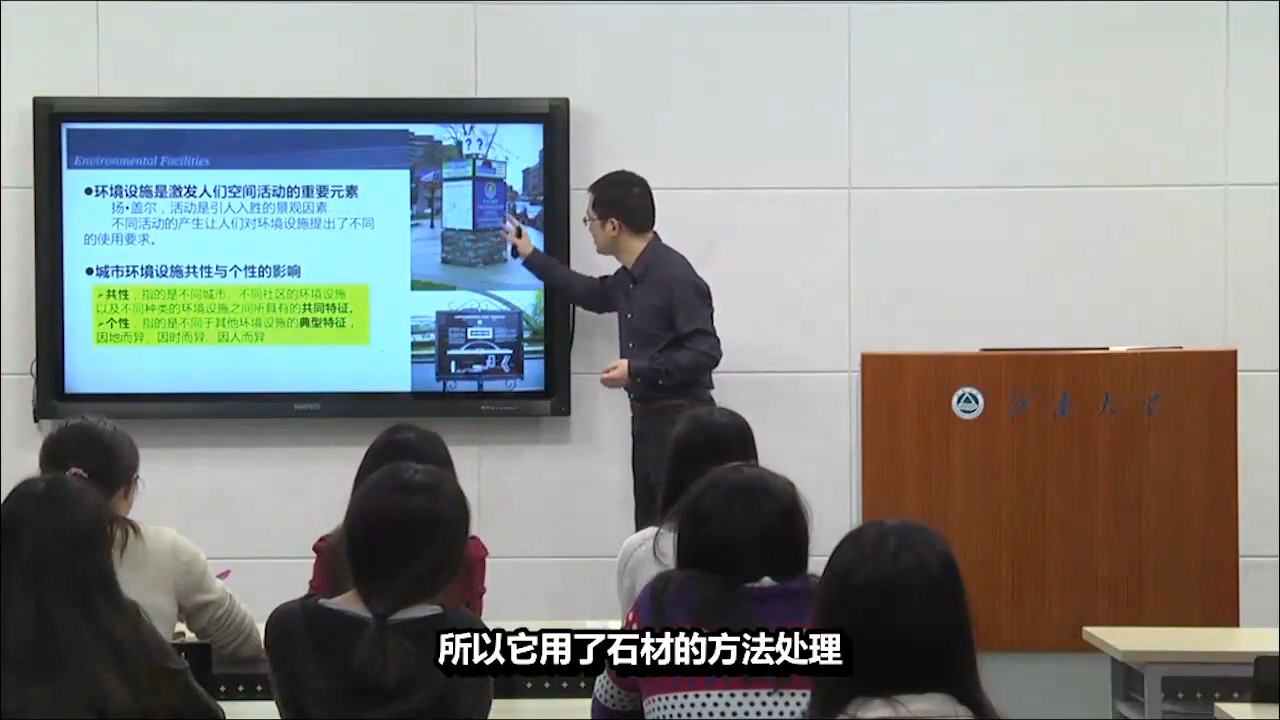 Environmental Facilities
●环境设施是激发人们空间活动的重要元素
扬•盖尔，活动是引人入胜的景观因素……
不同活动的产生让人们对环境设施提出了不同
的使用要求。
●城市环境设施共性与个性的影响
➢共性，指的是不同城市、不同社区的环境设施，
以及不同种类的环境设施之间所具有的共同特征。
➢个性，指的是不同于其他环境设施的典型特征，
因地而异、因时而异、因人而异
? ?
江南大学
所以它用了石材的方法处理